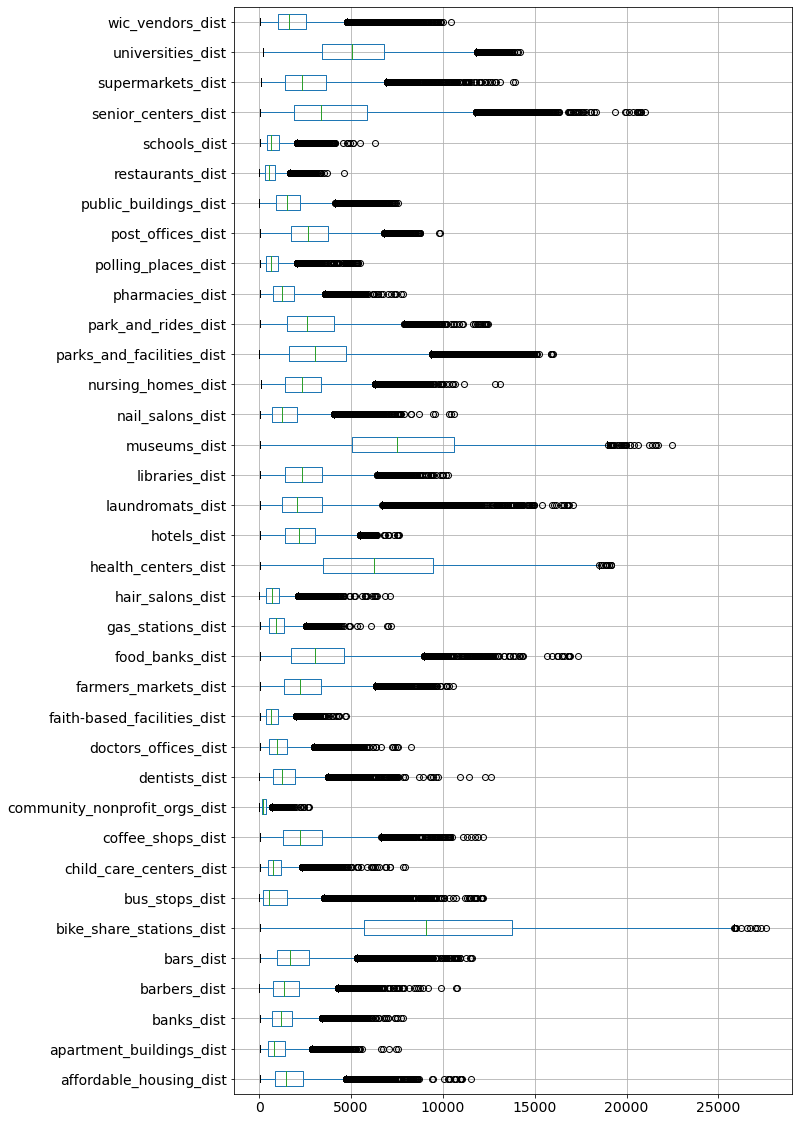 wic_vendors_dist
universities_dist
supermarkets_dist
senior_centers_dist
schools_dist
restaurants_dist
public_buildings_dist
post_offices_dist
polling_places_dist
pharmacies_dist
park_and_rides_dist
parks_and_facilities_dist
nursing_homes_dist
nail_salons_dist
museums_dist
libraries_dist
laundromats_dist
hotels_dist
health_centers_dist
hair_salons_dist
gas_stations_dist
food_banks_dist
farmers_markets_dist
faith-based_facilities_dist
doctors_offices_dist
dentists_dist
community_nonprofit_orgs_dist
coffee_shops_dist
child_care_centers_dist
bus_stops_dist
bike_share_stations_dist
bars_dist
barbers_dist
banks_dist
apartment_buildings_dist
affordable_housing_dist
0 5000 10000 15000 20000 25000